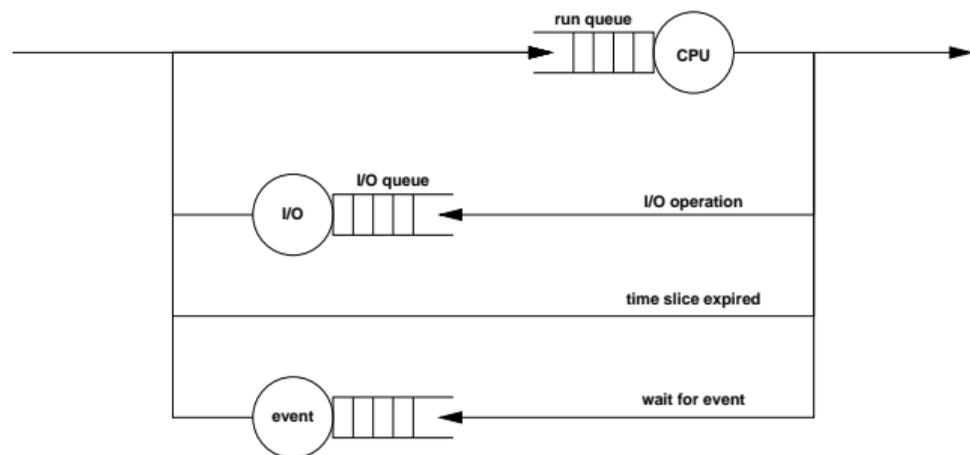 run queue
CPU
I/O queue
I/O
I/O operation
time slice expired
event
wait for event